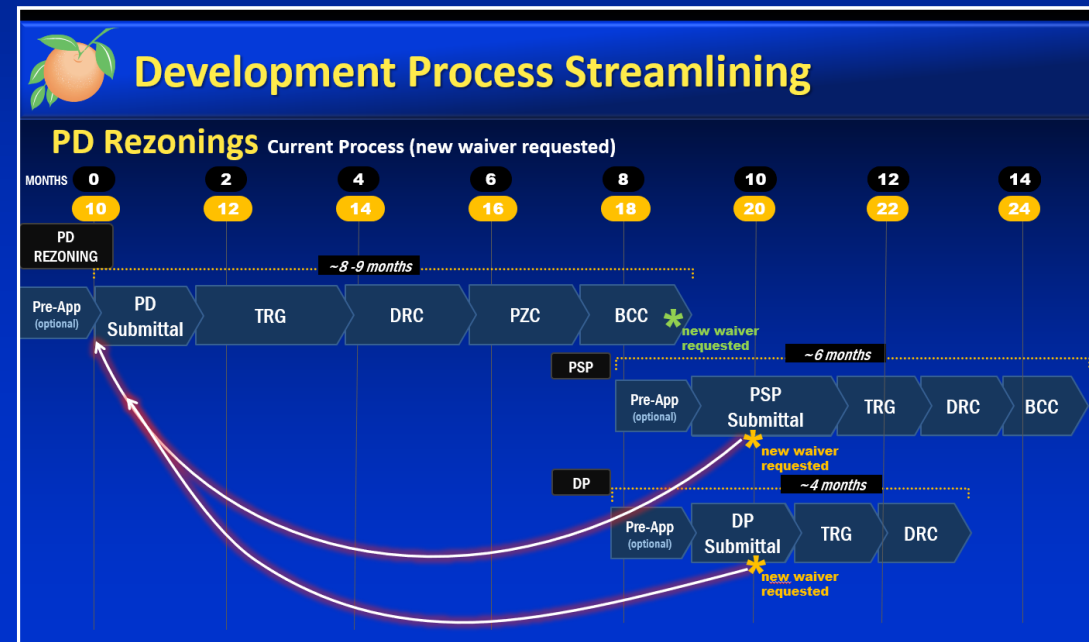 Development Process Streamlining
PD Rezonings Current Process (new waiver requested)
MONTHS 0 2 4 6 8 10 12 14
10 12 14 16 18 20 22 24
PD
REZONING
~8 -9 months
Pre-App
(optional)
PD
Submittal
TRG
DRC
PZC
BCC
* new waiver
requested
PSP
~6 months
Pre-App
(optional)
PSP
Submittal
TRG
DRC
BCC
* new waiver
requested
DP
~4 months
Pre-App
(optional)
DP
Submittal
TRG
DRC
* new waiver
requested